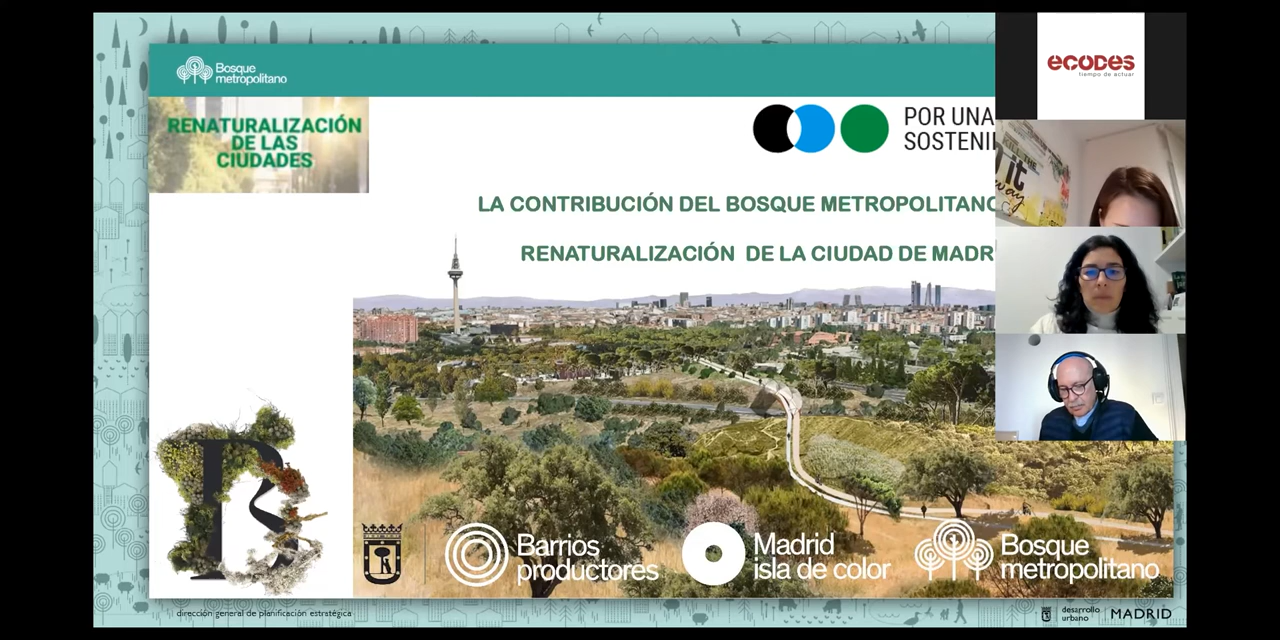 Bosque
metropolitano
RENATURALIZACIÓN
DE LAS
CIUDADES
POR UNA
SOSTENI
LA CONTRIBUCIÓN DEL BOSQUE METROPOLITANO
RENATURALIZACIÓN DE LA CIUDAD DE MADR
ecodes
tiempo de actuar
it
way
B
Barrios
productores
Madrid
isla de color
Bosque
metropolitano
dirección general de planificación estratégica
desarrollo
urbano
MADRID